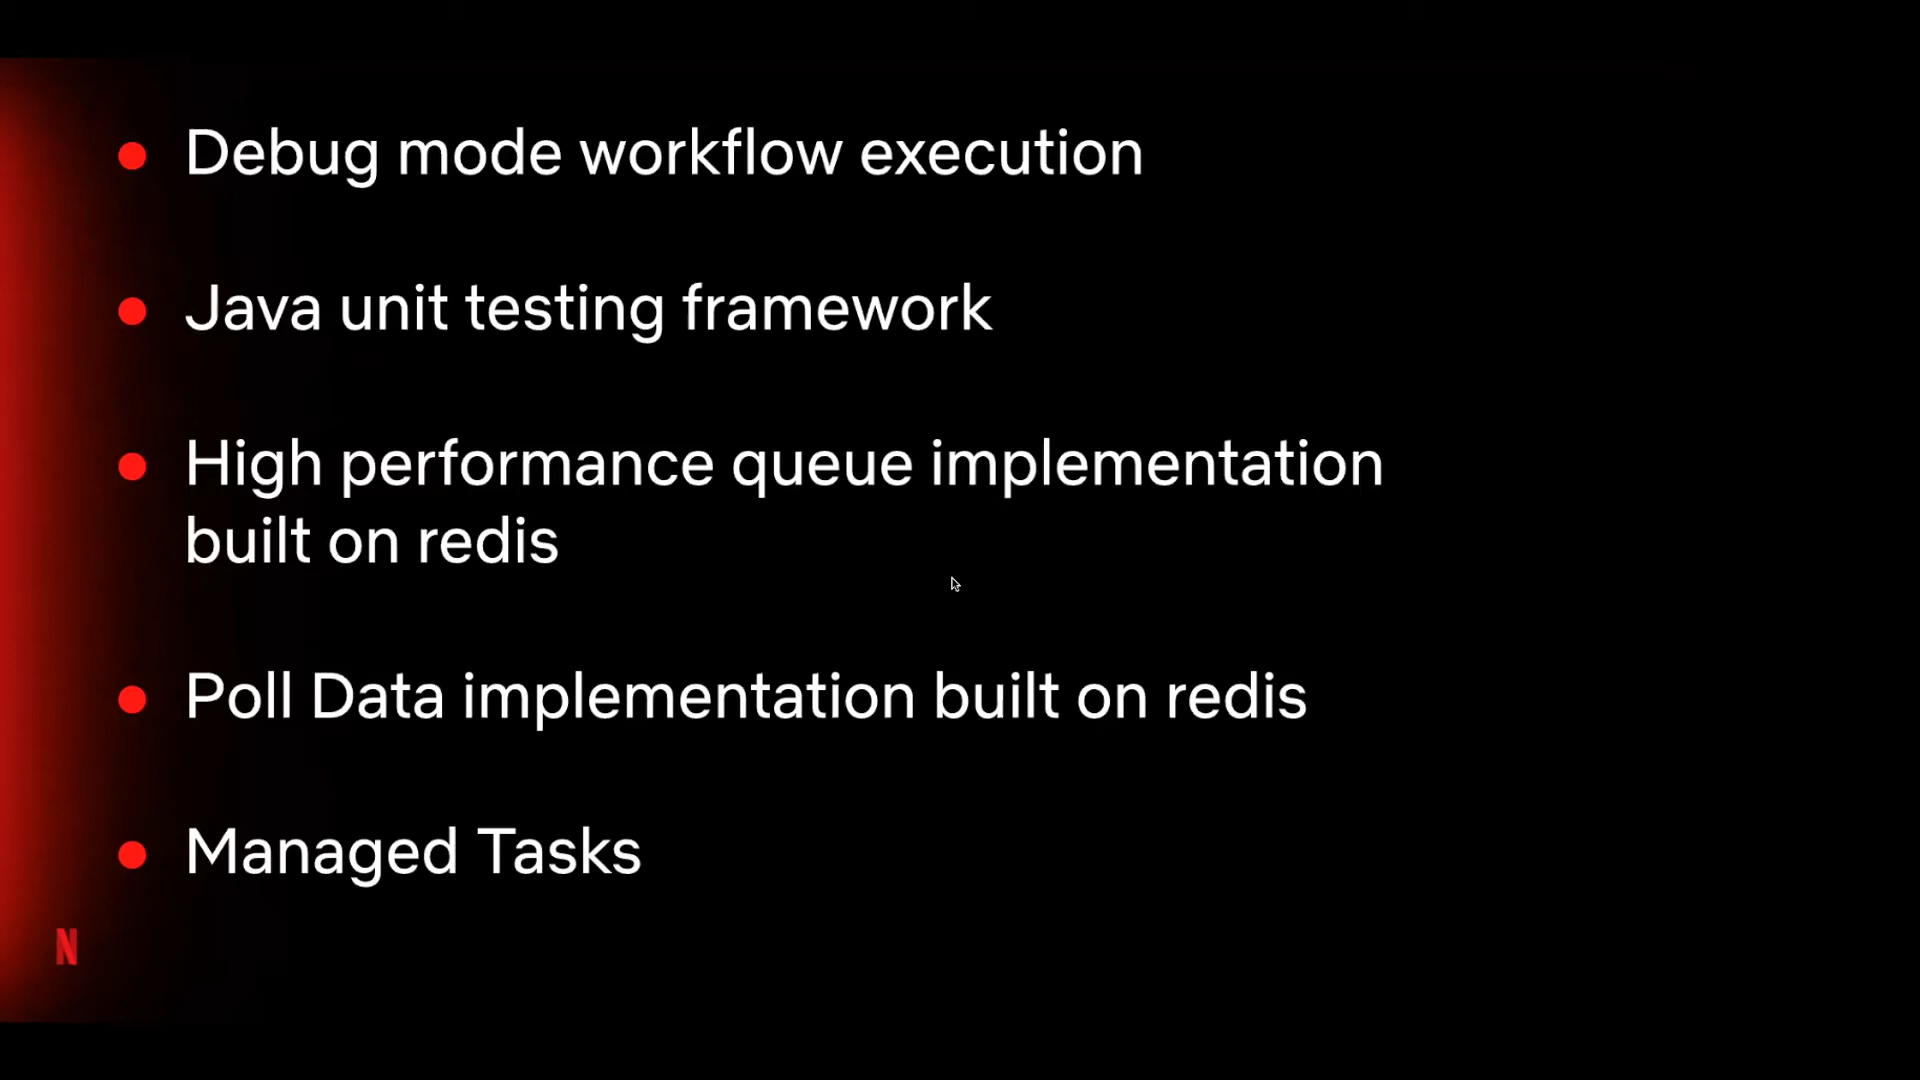 Debug mode workflow execution
Java unit testing framework
High performance queue implementation
built on redis
Poll Data implementation built on redis
Managed Tasks
N